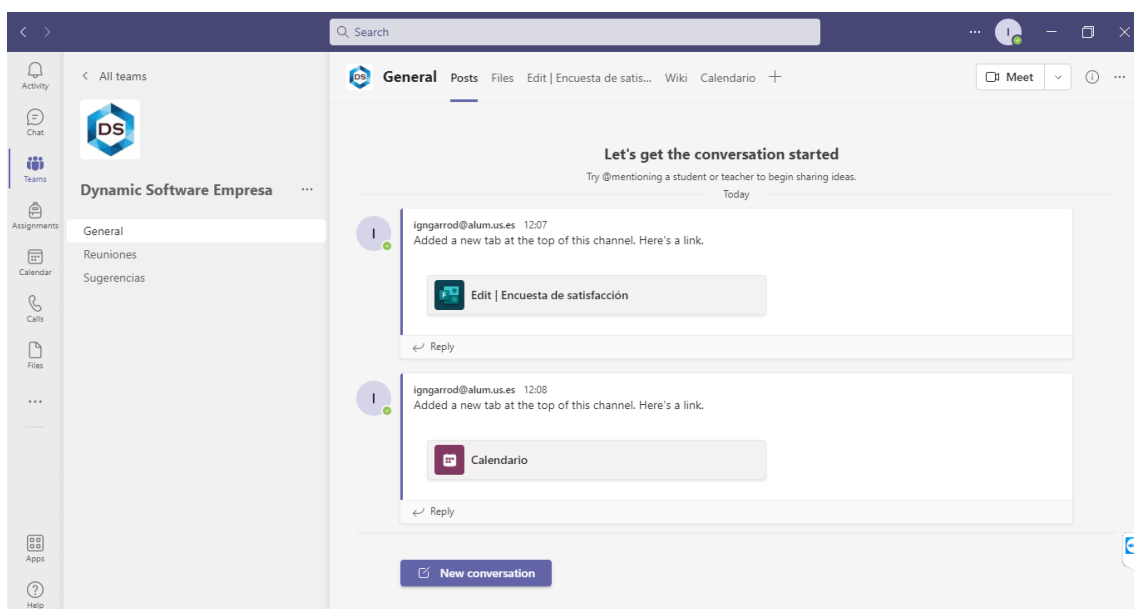 Search
Activity
Chat
Teams
Assignments
Calendar
Calls
Files
Apps
Help
All teams
DS
Dynamic Software Empresa
General
Reuniones
Sugerencias
DS
General Posts Files Edit | Encuesta de satis... Wiki Calendario
Meet
Let's get the conversation started
Try @mentioning a student or teacher to begin sharing ideas.
Today
I
igngarrod@alum.us.es 12:07
Added a new tab at the top of this channel. Here's a link.
Edit | Encuesta de satisfacción
Reply
I
igngarrod@alum.us.es 12:08
Added a new tab at the top of this channel. Here's a link.
Calendario
Reply
New conversation
I